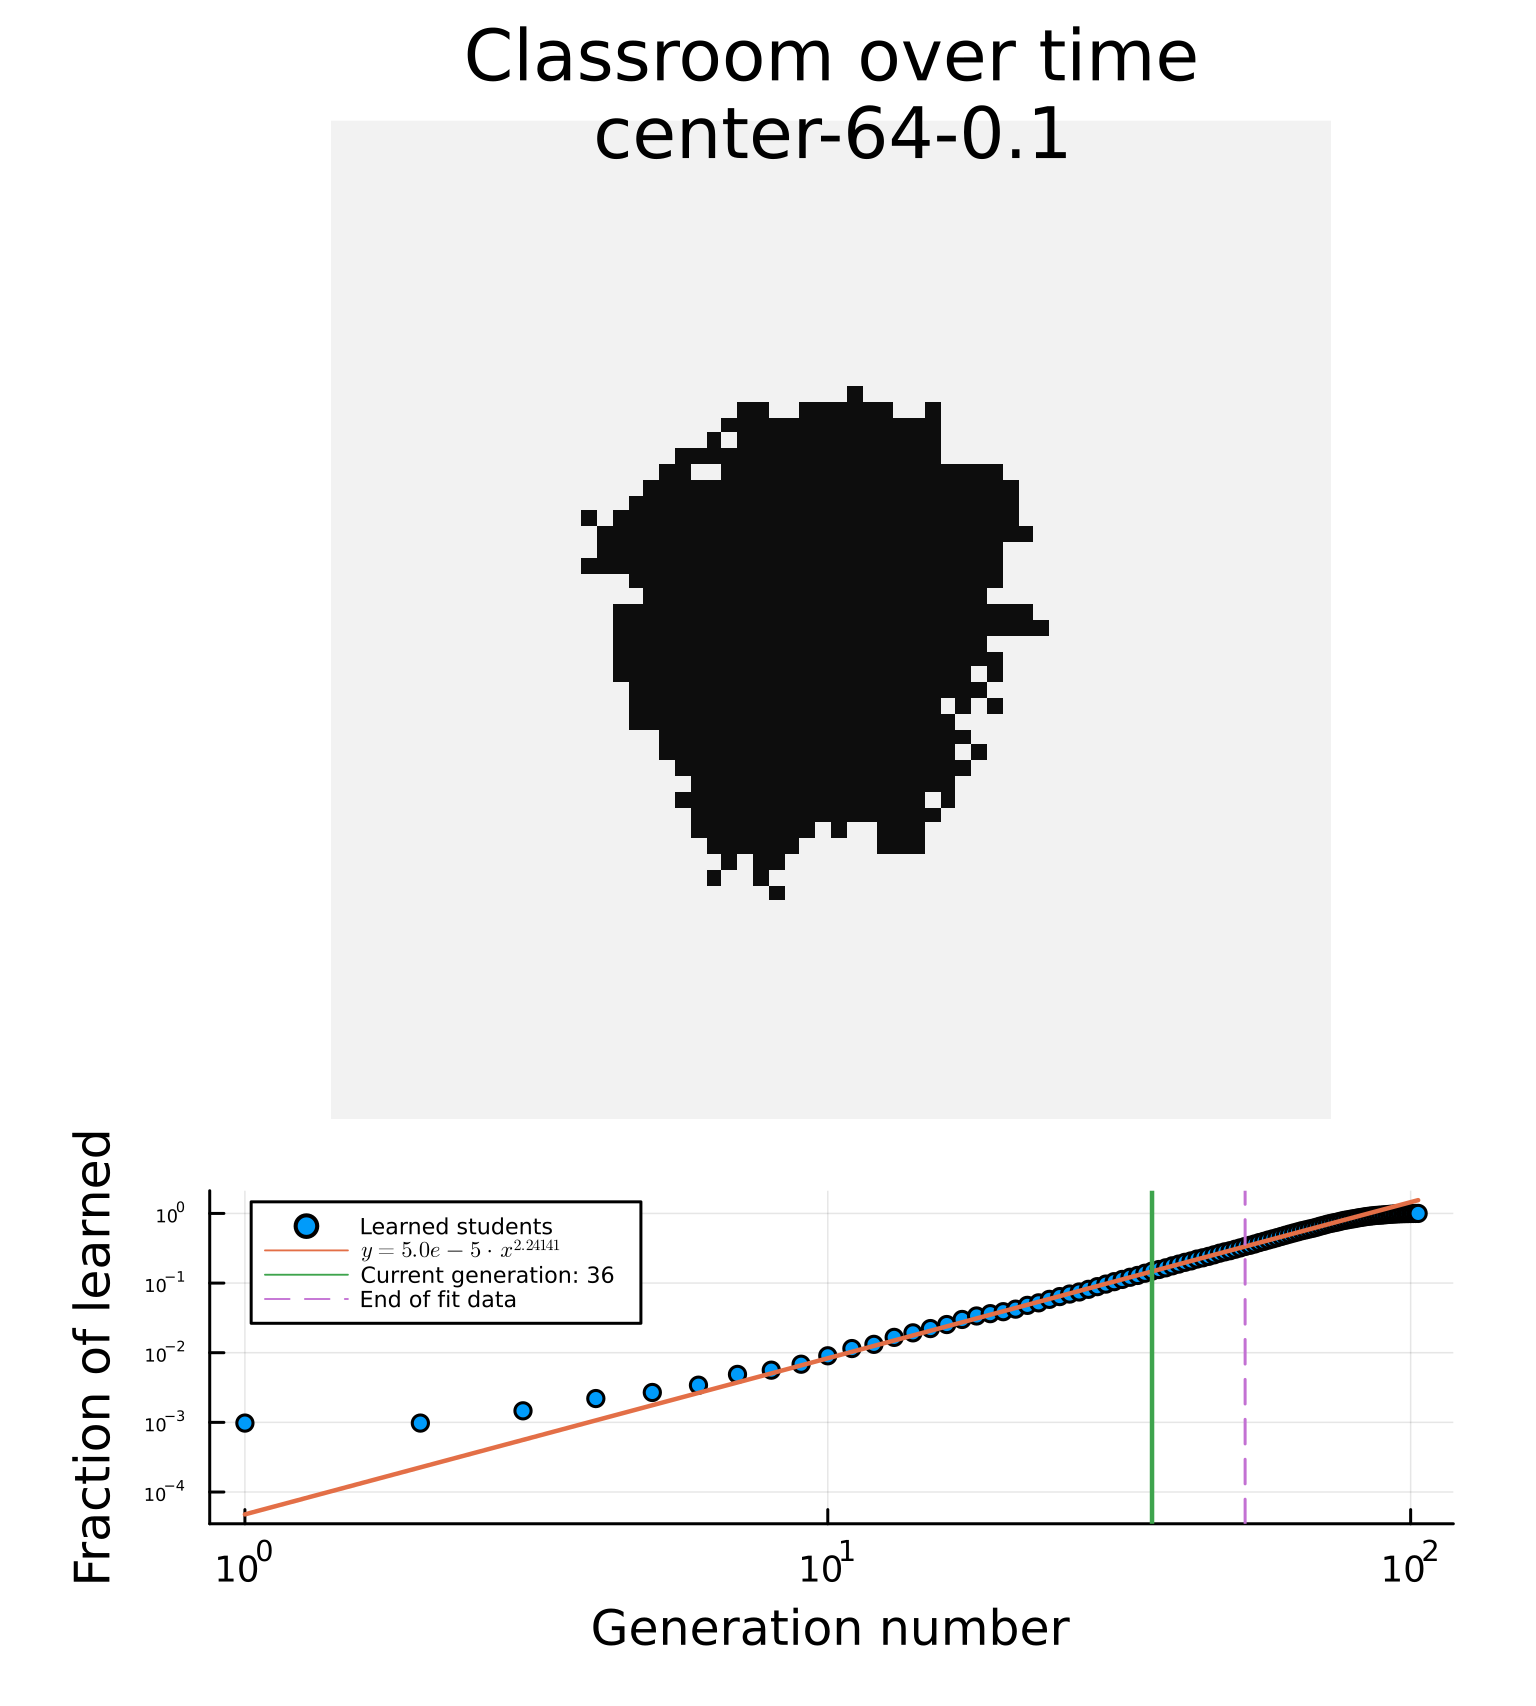 Classroom over time
center-64-0.1
Fraction of learned
10^0
10^-1
10^-2
10^-3
10^-4
Learned students
y = 5.0e − 5 · x^2.24141
Current generation: 36
End of fit data
10^0 10^1 10^2
Generation number